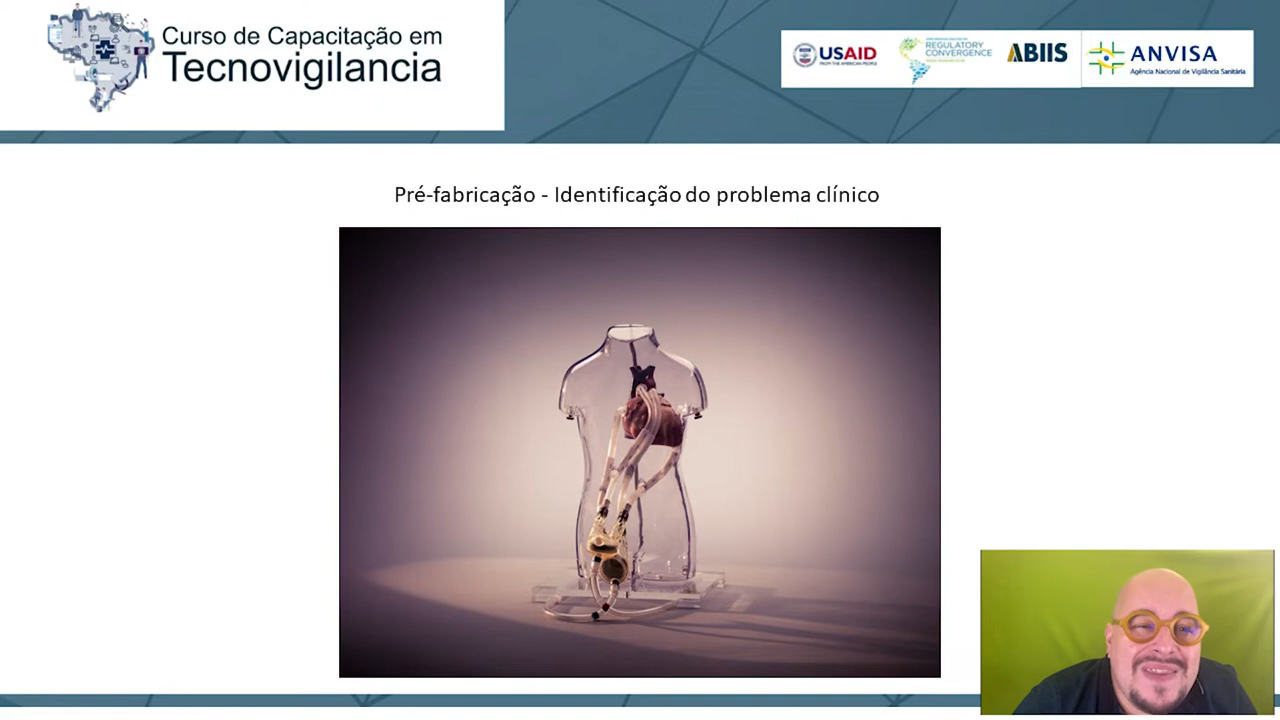 Curso de Capacitação em
Tecnovigilancia
USAID
FROM THE AMERICAN PEOPLE
REGULATORY
CONVERGENCE
ABIIS
ANVISA
Agência Nacional de Vigilância Sanitária
Pré-fabricação - Identificação do problema clínico